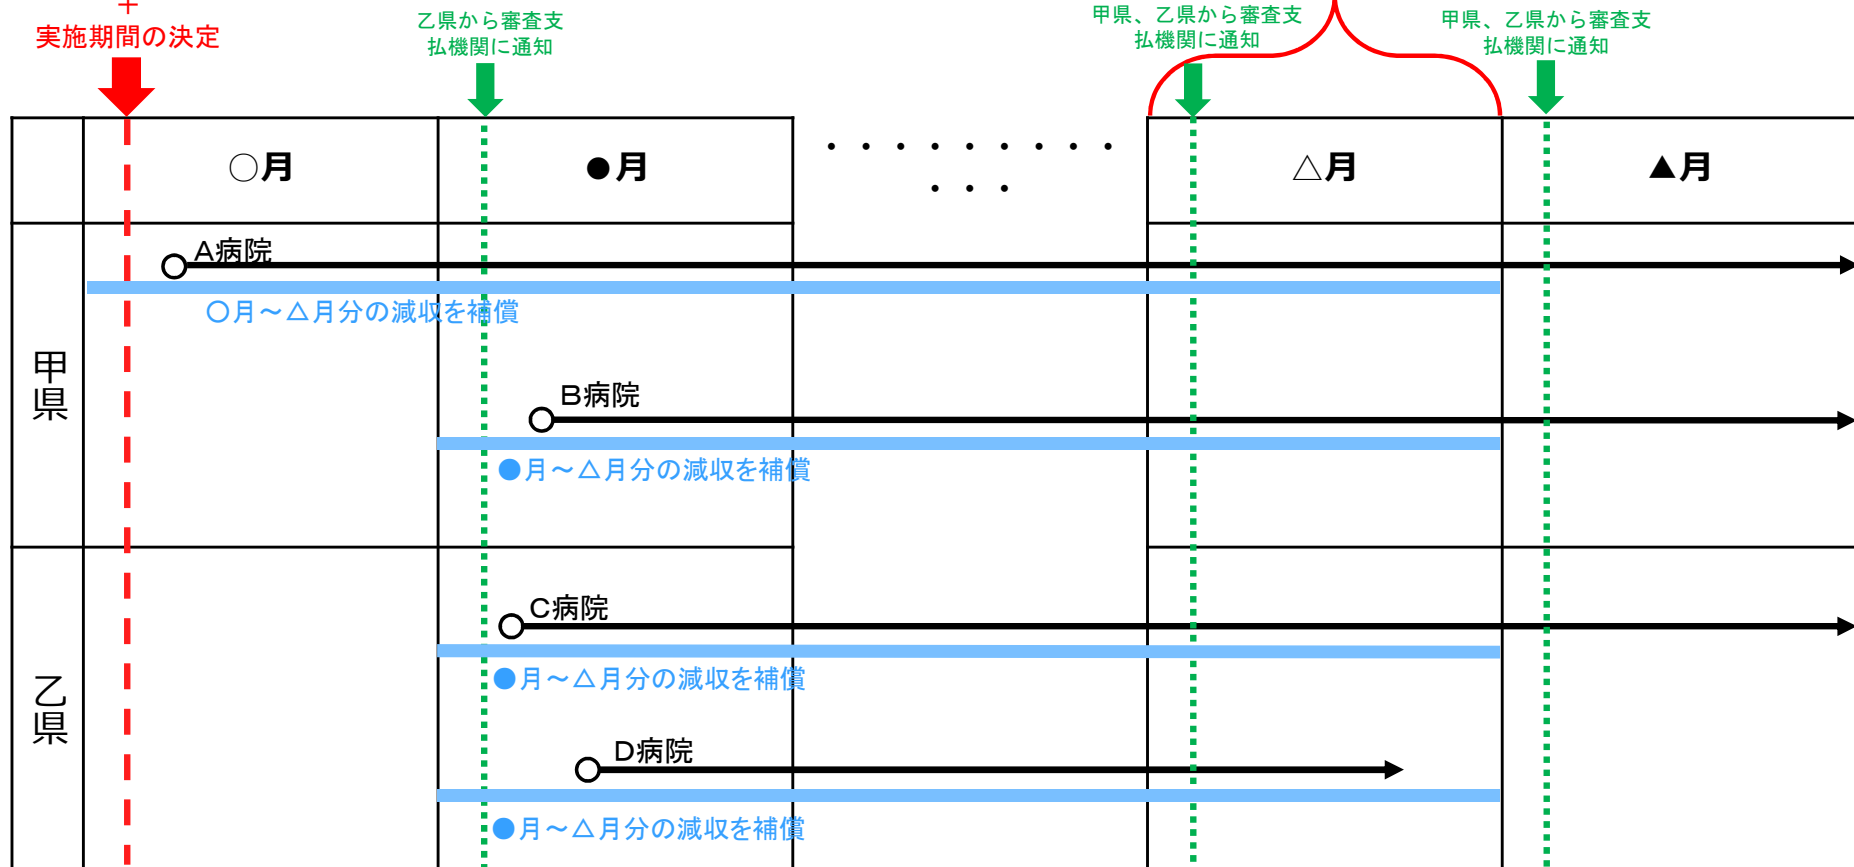 ＋
実施期間の決定
乙県から審査支
払機関に通知
甲県、乙県から審査支
払機関に通知
甲県、乙県から審査支
払機関に通知
○月
●月
・・・・・・・・・
・・・
△月
▲月
甲県
A病院
○月～△月分の減収を補償
B病院
●月～△月分の減収を補償
乙県
C病院
●月～△月分の減収を補償
D病院
●月～△月分の減収を補償